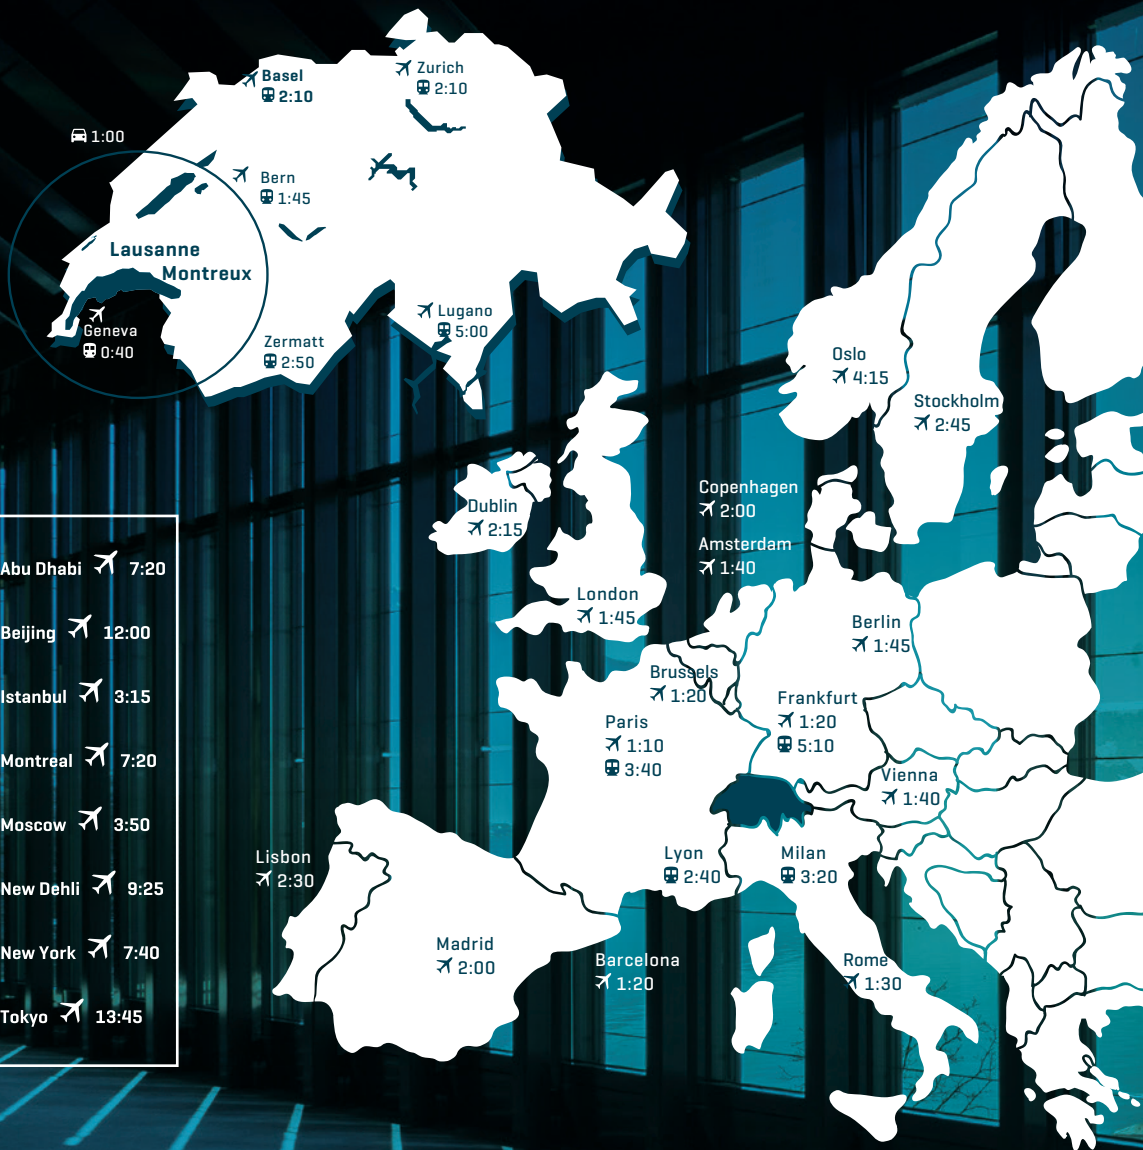 Basel
2:10
Zurich
2:10
1:00
Bern
1:45
Lausanne
Montreux
Geneva
0:40
Zermatt
2:50
Lugano
5:00
Oslo
4:15
Stockholm
2:45
Copenhagen
2:00
Amsterdam
1:40
Dublin
2:15
London
1:45
Berlin
1:45
Brussels
1:20
Frankfurt
1:20
5:10
Paris
1:10
3:40
Vienna
1:40
Lyon
2:40
Milan
3:20
Lisbon
2:30
Madrid
2:00
Barcelona
1:20
Rome
1:30
Abu Dhabi 7:20
Beijing 12:00
Istanbul 3:15
Montreal 7:20
Moscow 3:50
New Dehli 9:25
New York 7:40
Tokyo 13:45